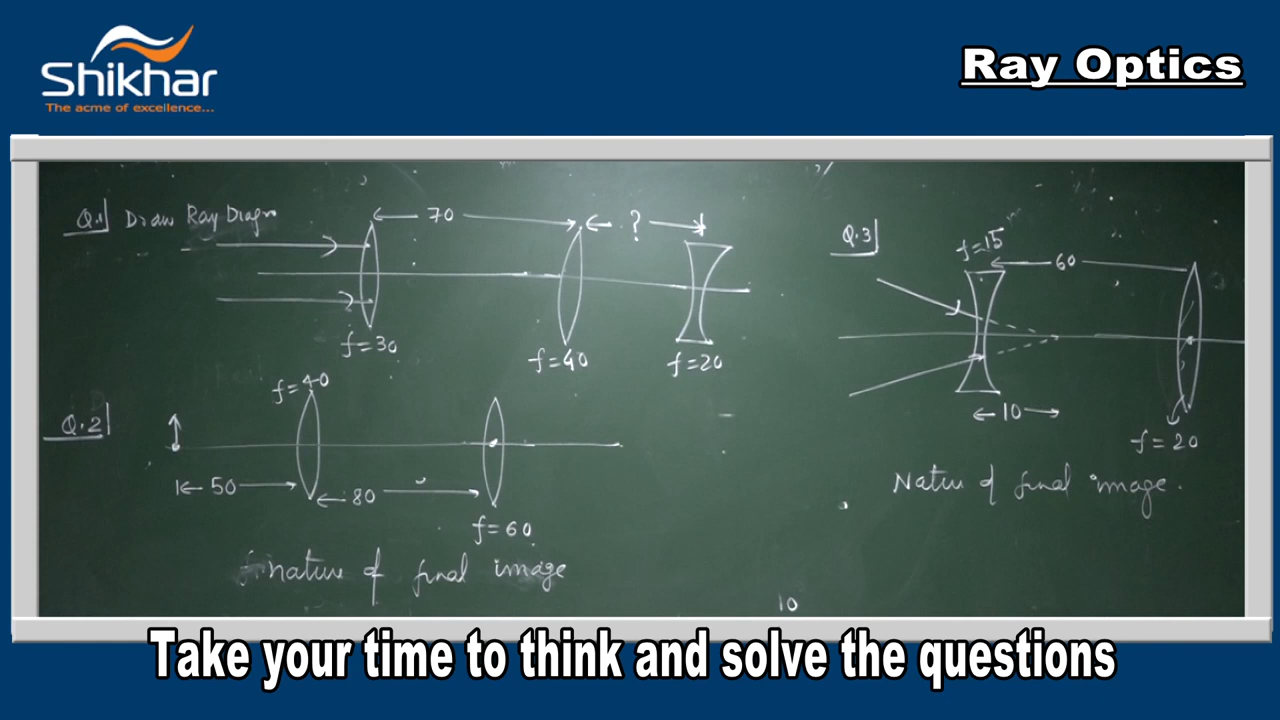 Shikhar
The acme of excellence...
Ray Optics
Q.1 Draw Ray Diagm
70
?
f=30
f=40
f=20
Q.2
f=40
50
80
f=60
nature of final image
Q.3
f=15
60
10
f=20
Nature of final image.
10
Take your time to think and solve the questions